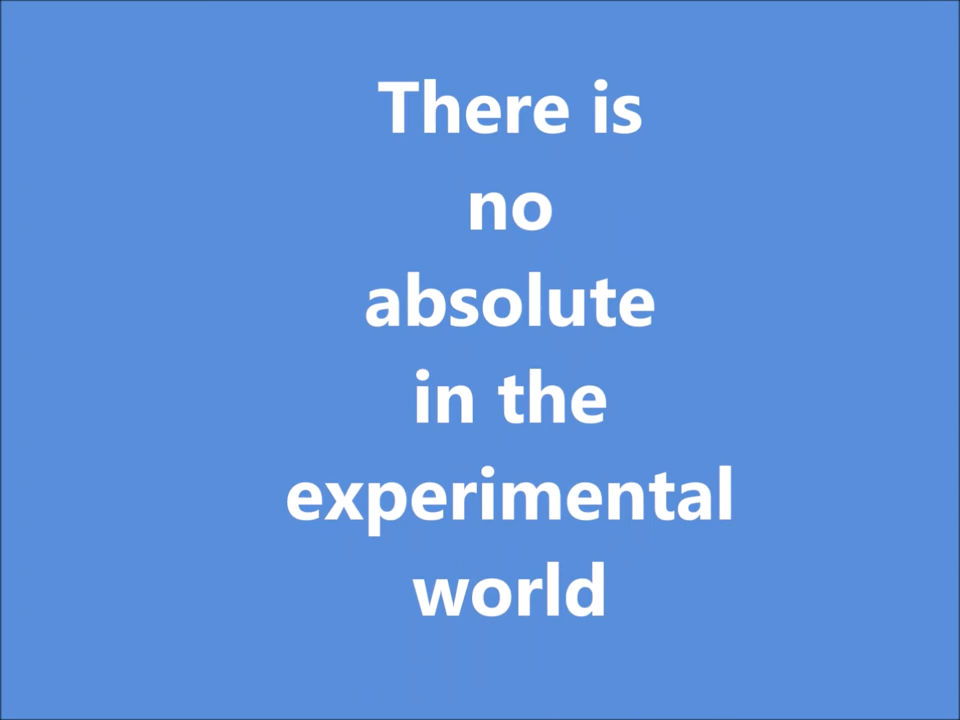 There is
no
absolute
in the
experimental
world